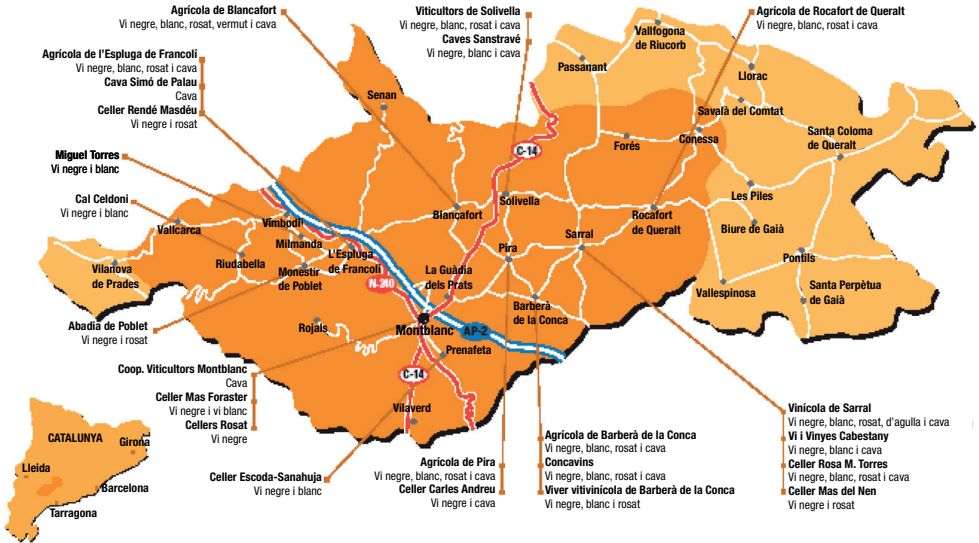 Agrícola de Blancafort
Vi negre, blanc, rosat, vermut i cava
Viticultors de Solivella
Vi negre, blanc, rosat i cava
Caves Sanstravé
Vi negre, blanc i cava
Agrícola de Rocafort de Queralt
Vi negre, blanc, rosat i cava
Agrícola de l'Espluga de Francolí
Vi negre, blanc, rosat i cava
Cava Simó de Palau
Cava
Celler Rendé Masdéu
Vi negre i rosat
Miguel Torres
Vi negre i blanc
Cal Celdoni
Vi negre i blanc
Vallfogona
de Riucorb
Passanant
Llorac
Senan
Savalà del Comtat
C-14
Forés
Conessa
Santa Coloma
de Queralt
Les Piles
Solivella
Blançafort
Rocafort
de Queralt
Vallcarca
Vimbodí
Milmanda
Biure de Gaià
Sarral
Pira
L'Espluga
de Francolí
Riudabella
Monestir
de Poblet
Pontils
Vilanova
de Prades
La Guàdia
dels Prats
N-240
Vallespinosa
Santa Perpètua
de Gaià
Barberà
de la Conca
Abadia de Poblet
Vi negre i rosat
Rojals
Montblanc
AP-2
Prenafeta
C-14
Vilaverd
Coop. Viticultors Montblanc
Cava
Celler Mas Foraster
Vi negre i vi blanc
Cellers Rosat
Vi negre
Celler Escoda-Sanahuja
Vi negre i blanc
Agrícola de Pira
Vi negre, blanc, rosat i cava
Celler Carles Andreu
Vi negre i cava
Agrícola de Barberà de la Conca
Vi negre, blanc, rosat i cava
Concavins
Vi negre, blanc, rosat i cava
Viver vitivinícola de Barberà de la Conca
Vi negre, blanc i rosat
Vinícola de Sarral
Vi negre, blanc, rosat, d'agulla i cava
Vi i Vinyes Cabestany
Vi negre, blanc i cava
Celler Rosa M. Torres
Vi negre, blanc, rosat i cava
Celler Mas del Nen
Vi negre i rosat
CATALUNYA
Girona
Lleida
Barcelona
Tarragona